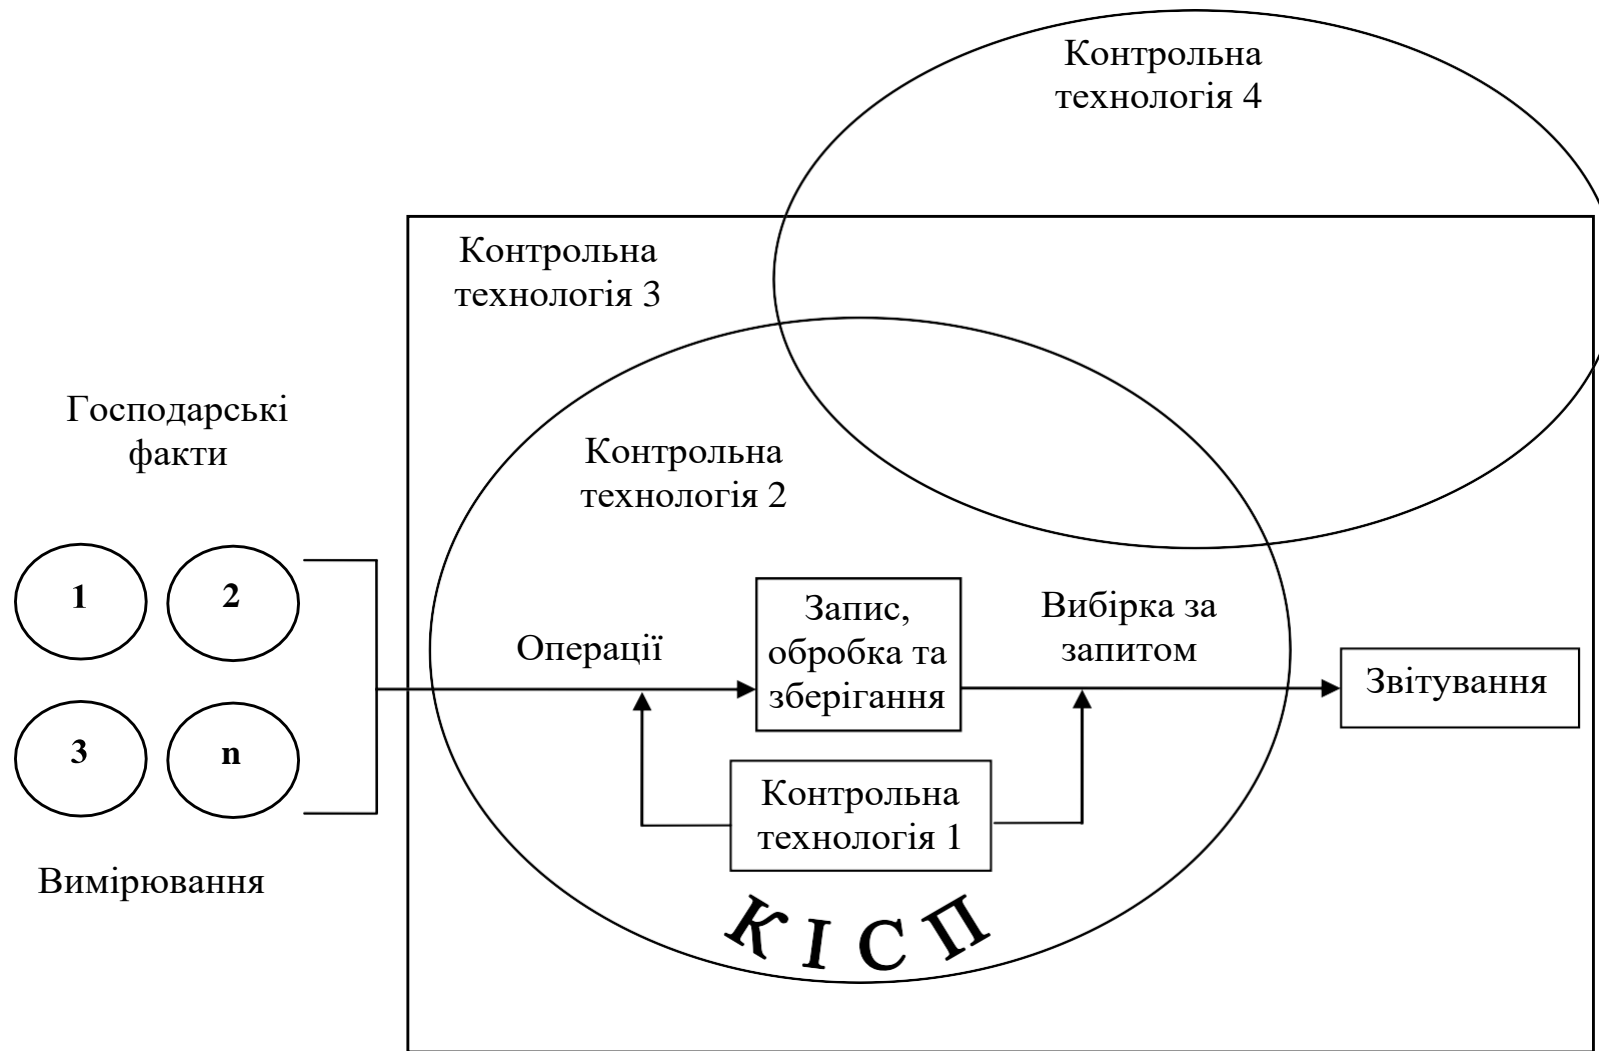 Контрольна
технологія 4
Контрольна
технологія 3
Господарські
факти
Контрольна
технологія 2
1
2
3
n
Вимірювання
Операції
Запис,
обробка та
зберігання
Вибірка за
запитом
Звітування
Контрольна
технологія 1
КІСП